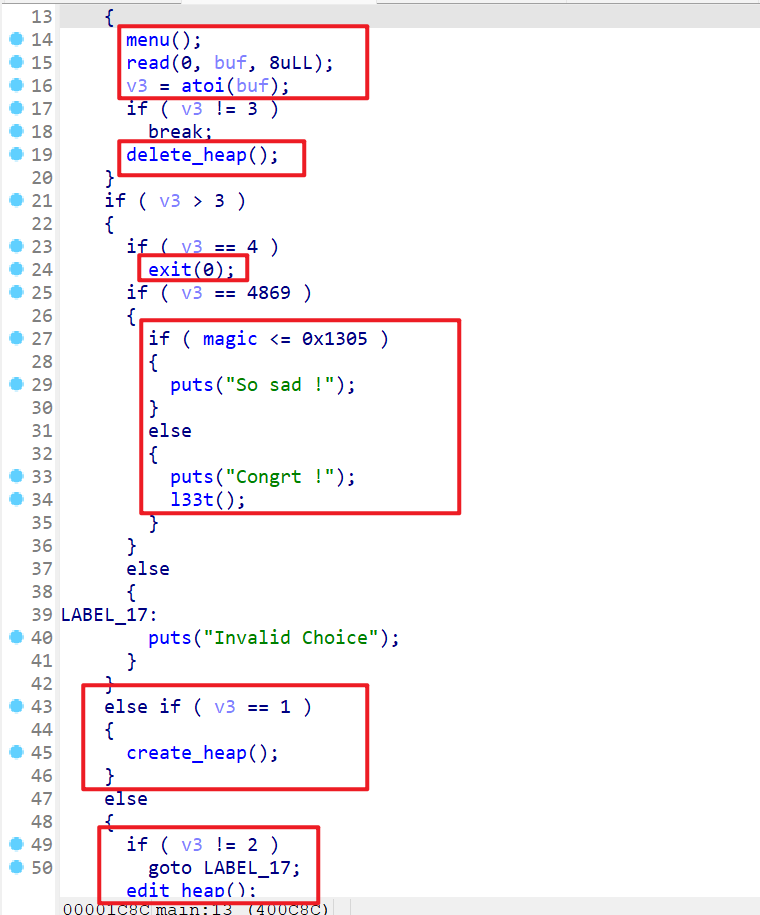 13 {
14 menu();
15 read(0, buf, 8uLL);
16 v3 = atoi(buf);
17 if ( v3 != 3 )
18 break;
19 delete_heap();
20 }
21 if ( v3 > 3 )
22 {
23 if ( v3 == 4 )
24 exit(0);
25 if ( v3 == 4869 )
26 {
27 if ( magic <= 0x1305 )
28 {
29 puts("So sad !");
30 }
31 else
32 {
33 puts("Congrt !");
34 l33t();
35 }
36 }
37 else
38 {
39 LABEL_17:
40 puts("Invalid Choice");
41 }
42 }
43 else if ( v3 == 1 )
44 {
45 create_heap();
46 }
47 else
48 {
49 if ( v3 != 2 )
50 goto LABEL_17;
edit_heap();
00001C8C main:13 (400C8C)